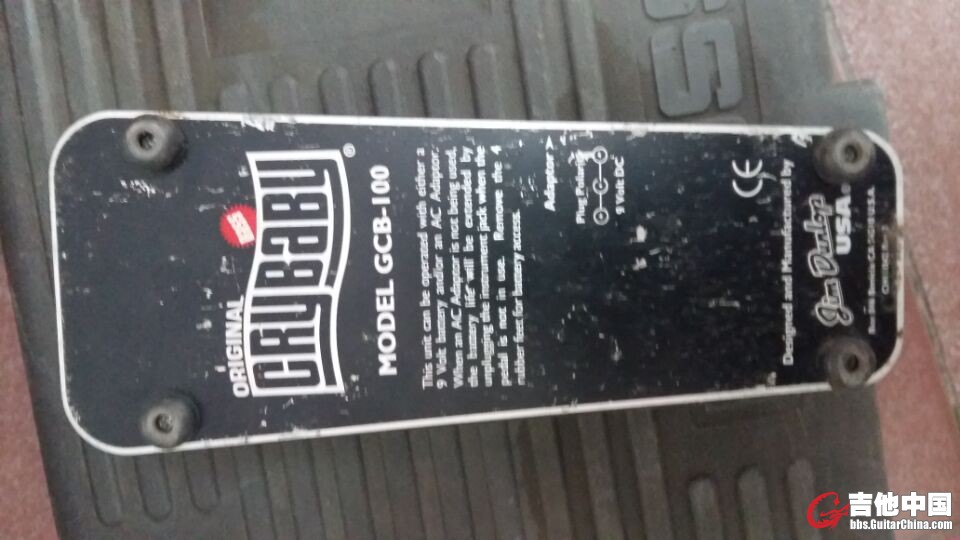 ORIGINAL
CRYBABY®
MODEL GCB-100
This unit can be operated with either a
9 Volt battery and/or an AC Adaptor.
When an AC Adaptor is not being used,
the battery life will be extended by
unplugging the instrument jack when the
pedal is not in use. Remove the 4
rubber feet for battery access.
Adaptor >
Plug Polarity
9 Volt DC
CE
Designed and Manufactured by
Jim Dunlop
USA
吉他中国
bbs.GuitarChina.com